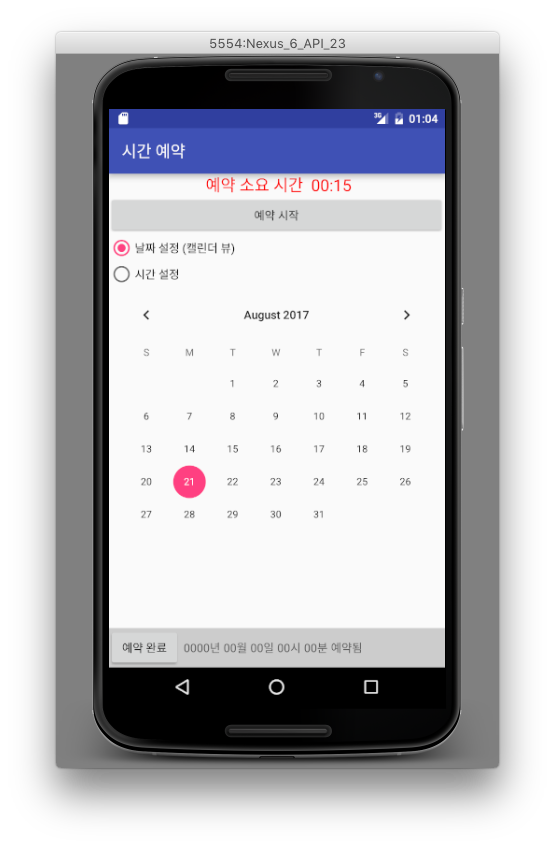 5554:Nexus_6_API_23
3G 01:04
시간 예약
예약 소요 시간 00:15
예약 시작
날짜 설정 (캘린더 뷰)
시간 설정
August 2017
S M T W T F S
1 2 3 4 5
6 7 8 9 10 11 12
13 14 15 16 17 18 19
20 21 22 23 24 25 26
27 28 29 30 31
예약 완료 0000년 00월 00일 00시 00분 예약됨